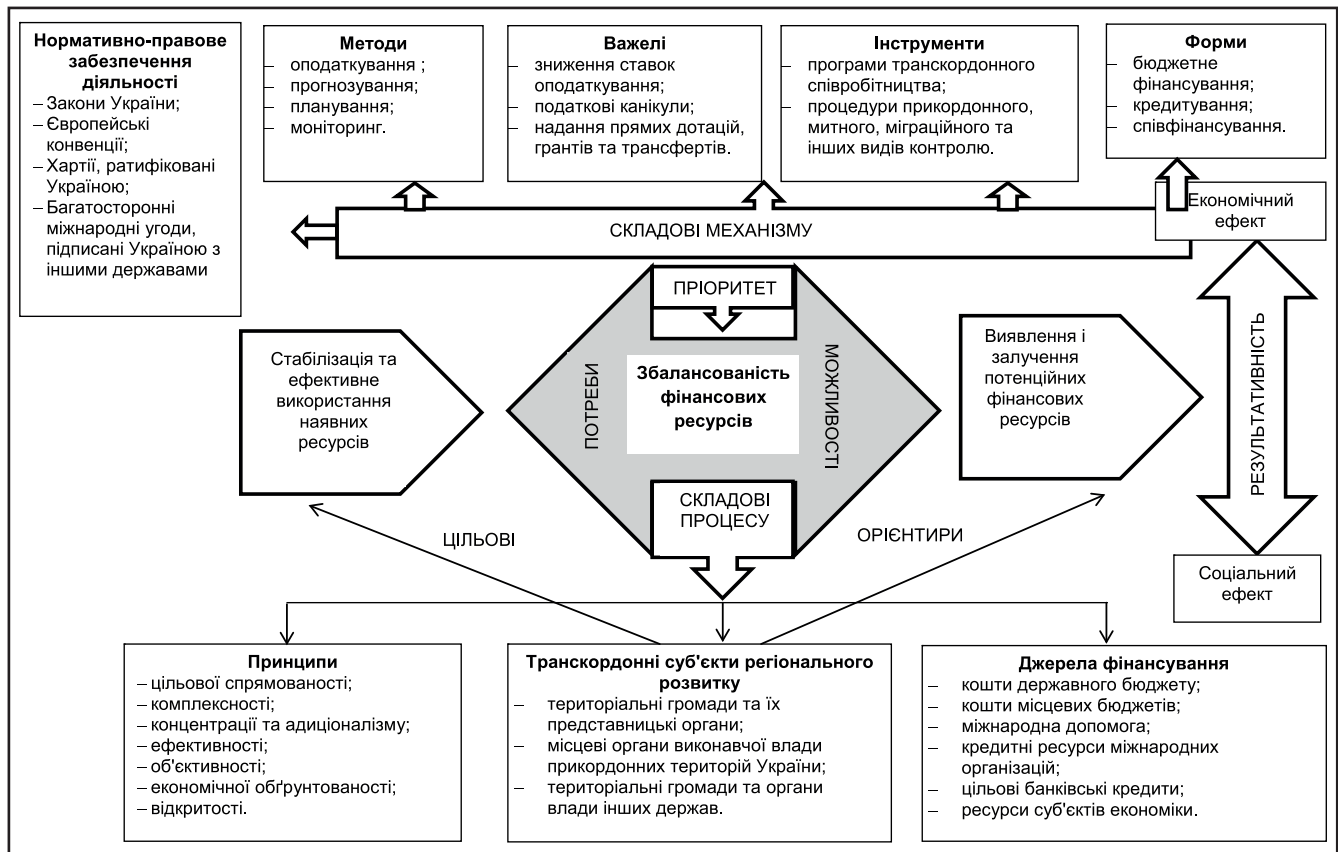 Нормативно-правове
забезпечення
діяльності
– Закони України;
– Європейські
конвенції;
– Хартії, ратифіковані
Україною;
– Багатосторонні
міжнародні угоди,
підписані Україною з
іншими державами
Методи
– оподаткування ;
– прогнозування;
– планування;
– моніторинг.
Важелі
– зниження ставок
оподаткування;
– податкові канікули;
– надання прямих дотацій,
грантів та трансфертів.
Інструменти
– програми транскордонного
співробітництва;
– процедури прикордонного,
митного, міграційного та
інших видів контролю.
Форми
– бюджетне
фінансування;
– кредитування;
– співфінансування.
СКЛАДОВІ МЕХАНІЗМУ
Економічний
ефект
ПРІОРИТЕТ
Стабілізація та
ефективне
використання
наявних
ресурсів
ПОТРЕБИ
Збалансованість
фінансових
ресурсів
МОЖЛИВОСТІ
Виявлення і
залучення
потенційних
фінансових
ресурсів
РЕЗУЛЬТАТИВНІСТЬ
СКЛАДОВІ
ПРОЦЕСУ
ЦІЛЬОВІ
ОРІЄНТИРИ
Соціальний
ефект
Принципи
– цільової спрямованості;
– комплексності;
– концентрації та адиціоналізму;
– ефективності;
– об'єктивності;
– економічної обґрунтованості;
– відкритості.
Транскордонні суб'єкти регіонального
розвитку
– територіальні громади та їх
представницькі органи;
– місцеві органи виконавчої влади
прикордонних територій України;
– територіальні громади та органи
влади інших держав.
Джерела фінансування
– кошти державного бюджету;
– кошти місцевих бюджетів;
– міжнародна допомога;
– кредитні ресурси міжнародних
організацій;
– цільові банківські кредити;
– ресурси суб'єктів економіки.